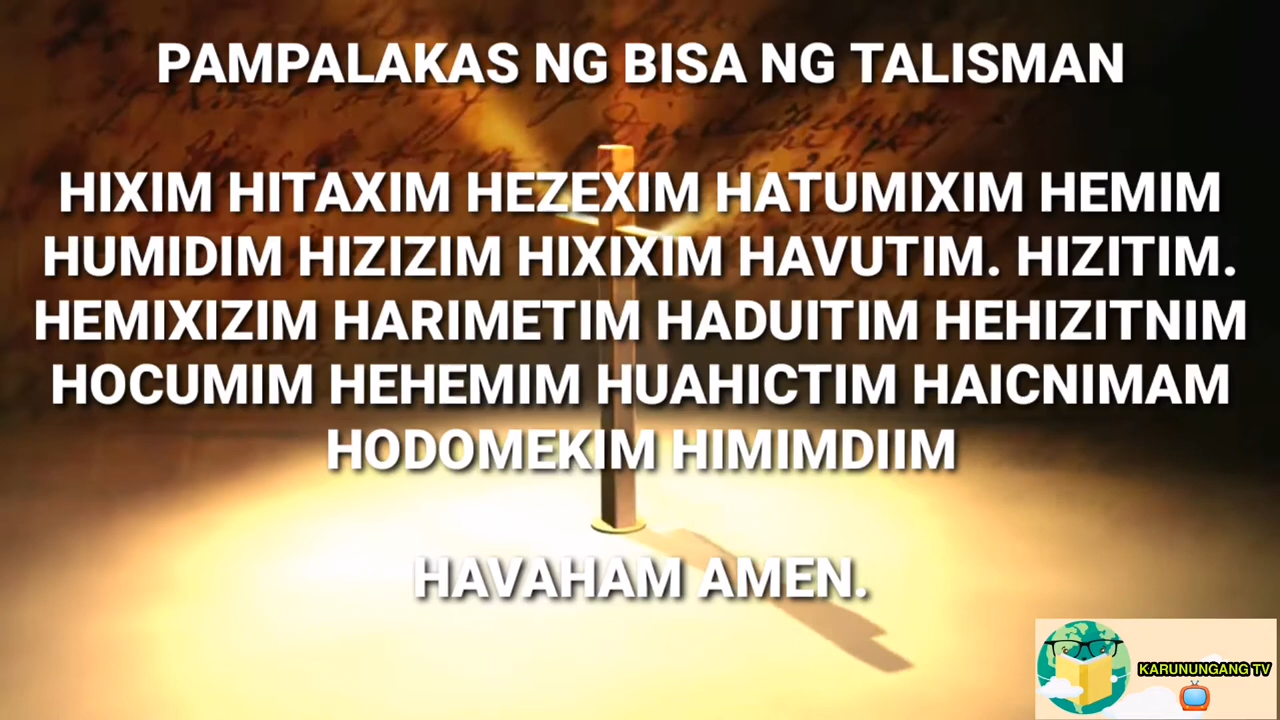 PAMPALAKAS NG BISA NG TALISMAN
HIXIM HITAXIM HEZEXIM HATUMIXIM HEMIM
HUMIDIM HIZIZIM HIXIXIM HAVUTIM. HIZITIM.
HEMIXIZIM HARIMETIM HADUITIM HEHIZITNIM
HOCUMIM HEHEMIM HUAHICTIM HAICNIMAM
HODOMEKIM HIMIMDIIM
HAVAHAM AMEN.
KARUNUNGANG TV